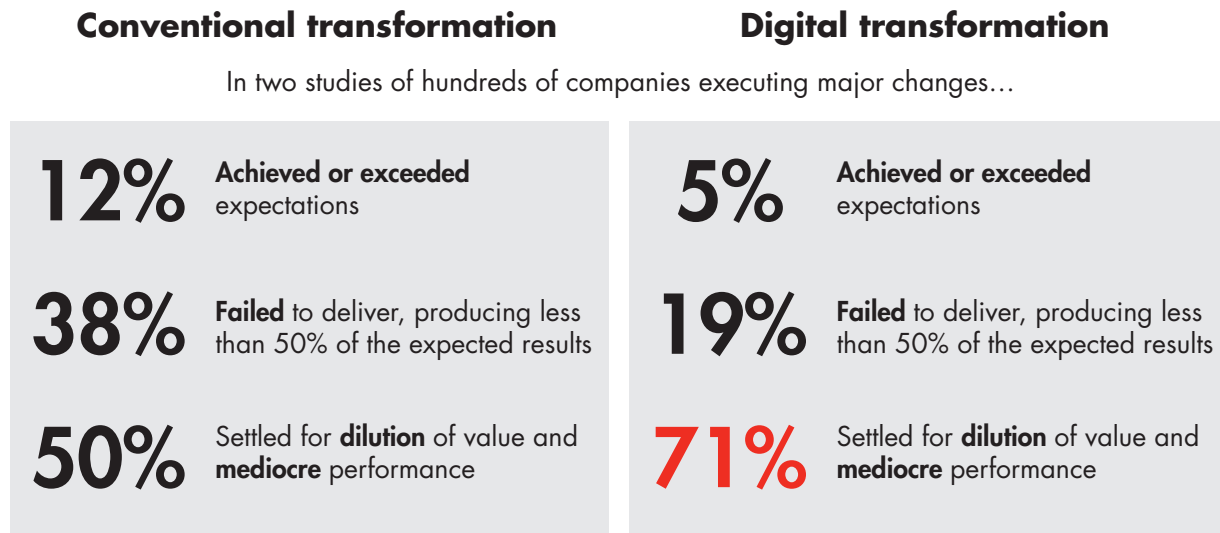 Conventional transformation
Digital transformation
In two studies of hundreds of companies executing major changes…
12%
Achieved or exceeded
expectations
38%
Failed to deliver, producing less
than 50% of the expected results
50%
Settled for dilution of value and
mediocre performance
5%
Achieved or exceeded
expectations
19%
Failed to deliver, producing less
than 50% of the expected results
71%
Settled for dilution of value and
mediocre performance